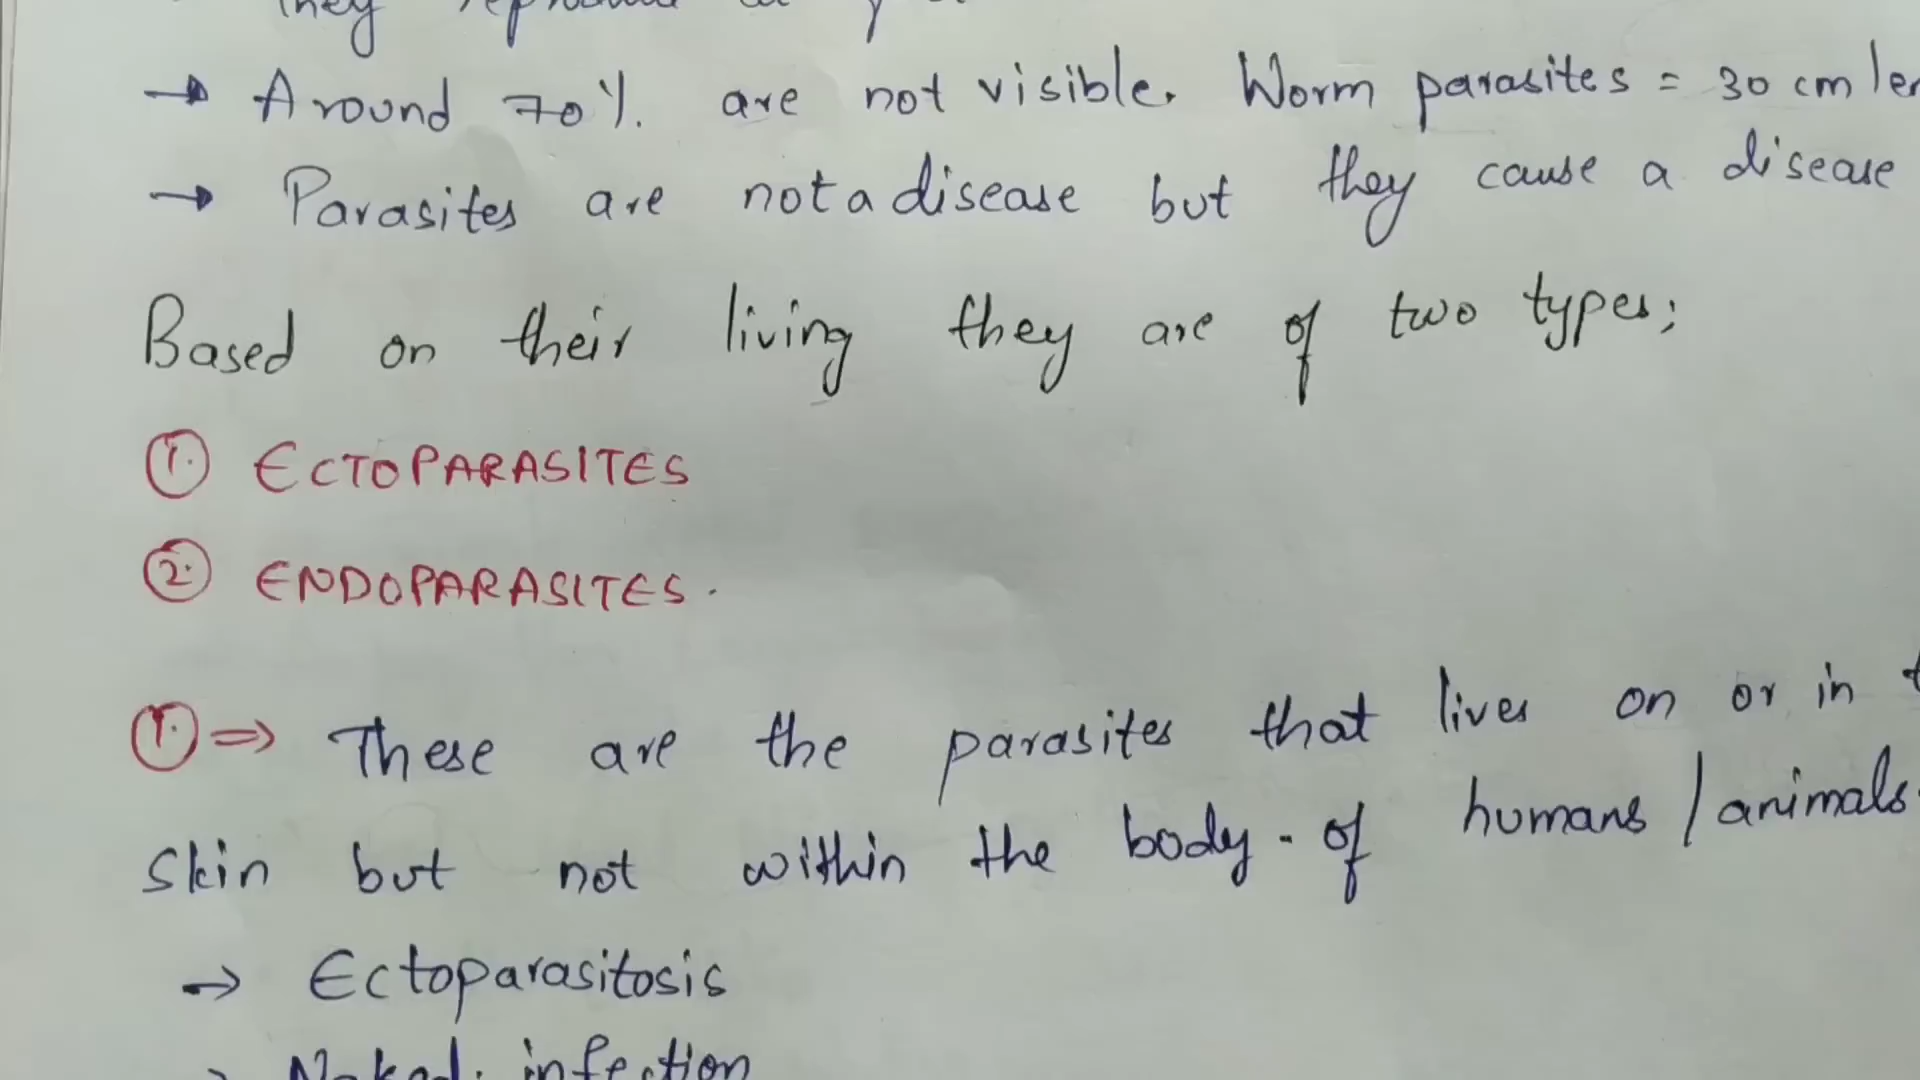 They
→ Around 70%. are not visible. Worm parasites = 30 cm
→ Parasites are not a disease but they cause a disease
Based on their living they are of two types;
1. ECTOPARASITES
2. ENDOPARASITES.
1. ⇒ These are the parasites that lives on or in
skin but not within the body - of humans / animals.
→ Ectoparasitosis
infection